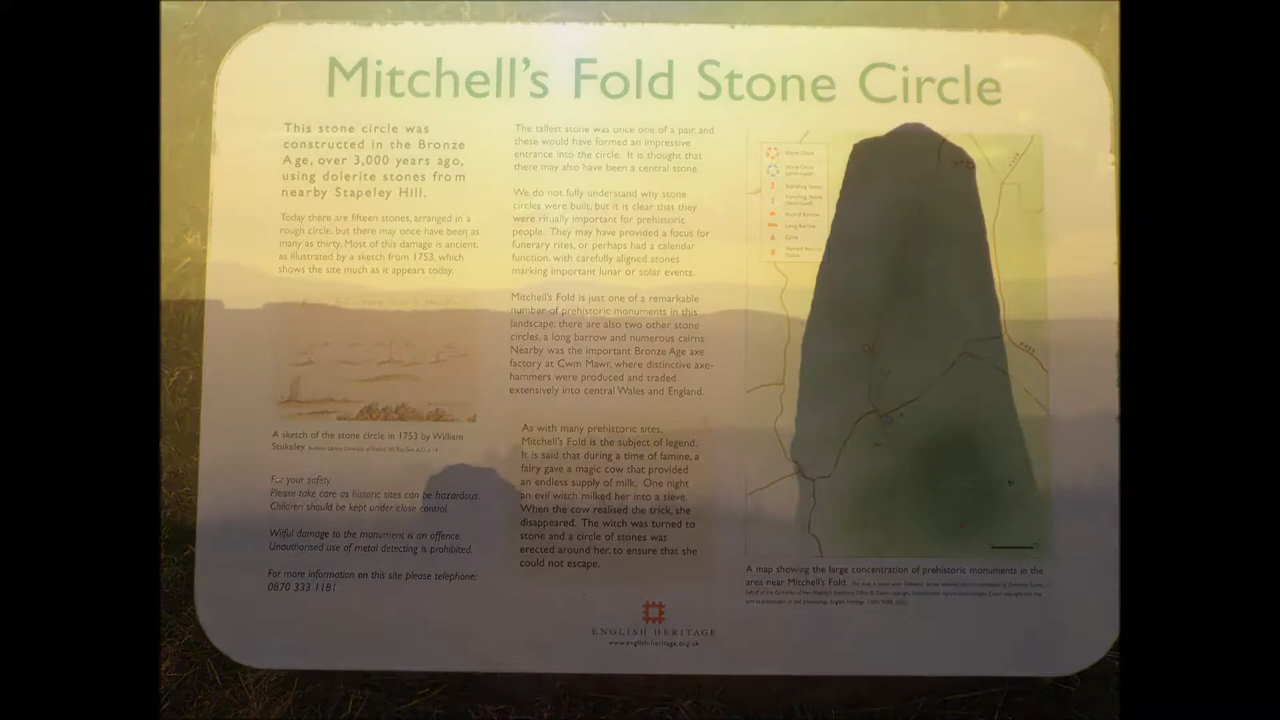 Mitchell's Fold Stone Circle
This stone circle was
constructed in the Bronze
Age, over 3,000 years ago,
using dolerite stones from
nearby Stapeley Hill.
Today there are fifteen stones, arranged in a
rough circle, but there may once have been as
many as thirty. Most of this damage is ancient,
as illustrated by a sketch from 1753, which
shows the site much as it appears today.
A sketch of the stone circle in 1753 by William
Stukeley.
For your safety
Please take care as historic sites can be hazardous.
Children should be kept under close control.
Wilful damage to the monument is an offence.
Unauthorised use of metal detecting is prohibited.
For more information on this site please telephone:
0870 333 1181
The tallest stone was once one of a pair, and
these would have formed an impressive
entrance into the circle. It is thought that
there may also have been a central stone.
We do not fully understand why stone
circles were built, but it is clear that they
were ritually important for prehistoric
people. They may have provided a focus for
funerary rites, or perhaps had a calendar
function, with carefully aligned stones
marking important lunar or solar events.
Mitchell's Fold is just one of a remarkable
number of prehistoric monuments in this
landscape; there are also two other stone
circles, a long barrow and numerous cairns.
Nearby was the important Bronze Age axe
factory at Cwm Mawr, where distinctive axe-
hammers were produced and traded
extensively into central Wales and England.
As with many prehistoric sites,
Mitchell's Fold is the subject of legend.
It is said that during a time of famine, a
fairy gave a magic cow that provided
an endless supply of milk. One night
an evil witch milked her into a sieve.
When the cow realised the trick, she
disappeared. The witch was turned to
stone and a circle of stones was
erected around her, to ensure that she
could not escape.
Stone Circle
Stone Circle
(destroyed)
Standing Stone
Standing Stone
(destroyed)
Round Barrow
Long Barrow
Cairn
A map showing the large concentration of prehistoric monuments in the
area near Mitchell's Fold.
ENGLISH HERITAGE
www.english-heritage.org.uk